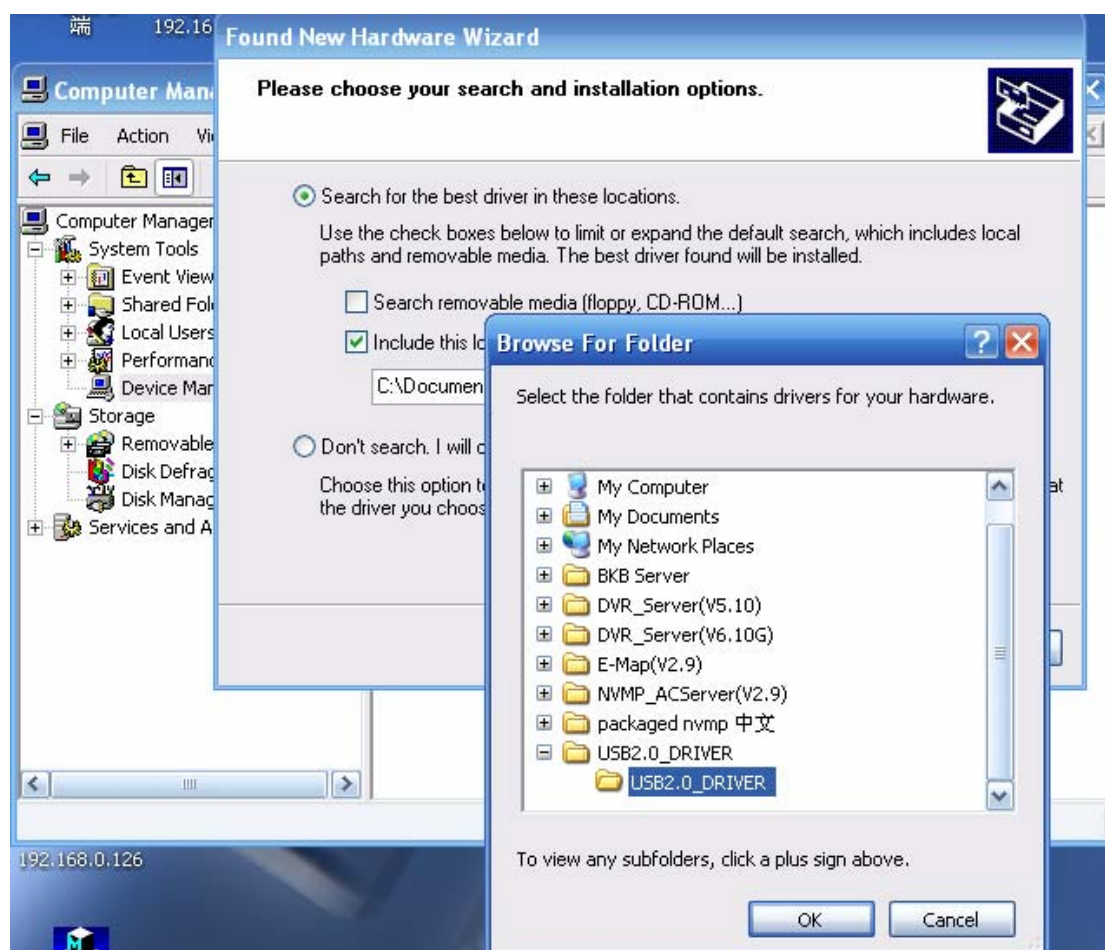 端
192.16
Found New Hardware Wizard
Computer Mana
Please choose your search and installation options.
File Action Vi
Search for the best driver in these locations.
Use the check boxes below to limit or expand the default search, which includes local
paths and removable media. The best driver found will be installed.
Search removable media (floppy, CD-ROM...)
Include this lo
C:\Documen
Don't search. I will c
Choose this option t
at
the driver you choos
Computer Manager
System Tools
Event View
Shared Fol
Local Users
Performanc
Device Mar
Storage
Removable
Disk Defrag
Disk Manag
Services and A
Browse For Folder
Select the folder that contains drivers for your hardware.
My Computer
My Documents
My Network Places
BKB Server
DVR_Server(V5.10)
DVR_Server(V6.10G)
E-Map(V2.9)
NVMP_ACServer(V2.9)
packaged nvmp 中文
USB2.0_DRIVER
USB2.0_DRIVER
To view any subfolders, click a plus sign above.
OK Cancel
192.168.0.126